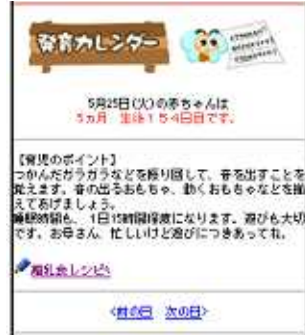 発育カレンダー
5月25日(火)の赤ちゃんは
5ヵ月 生後154日目です。
【育児のポイント】
つかんだガラガラなどを振り回して、音を出すことを
覚えます。音の出るおもちゃ、動くおもちゃなどを揃
えてあげましょう。
睡眠時間も、1日15時間程度になります。遊びも大切
です。お母さん、忙しいけど遊びにつきあってね。
離乳食レシピへ
<前の日 次の日>